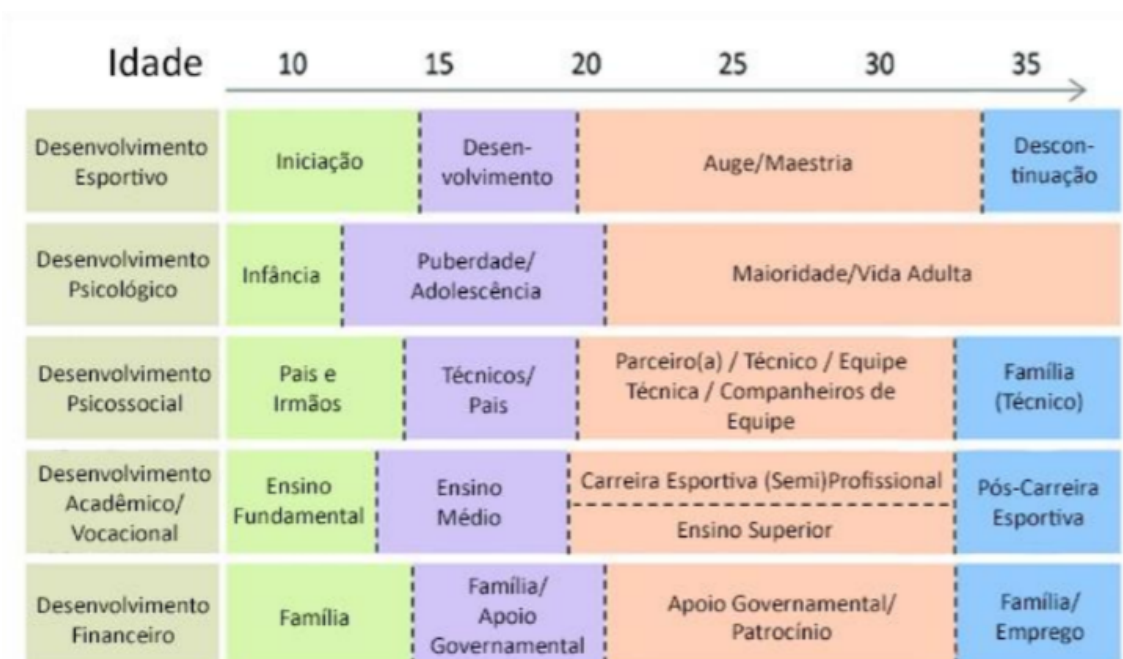 Idade 10 15 20 25 30 35
Desenvolvimento
Esportivo
Iniciação
Desen-
volvimento
Auge/Maestria
Descon-
tinuação
Desenvolvimento
Psicológico
Infância
Puberdade/
Adolescência
Maioridade/Vida Adulta
Desenvolvimento
Psicossocial
Pais e
Irmãos
Técnicos/
Pais
Parceiro(a) / Técnico / Equipe
Técnica / Companheiros de
Equipe
Família
(Técnico)
Desenvolvimento
Acadêmico/
Vocacional
Ensino
Fundamental
Ensino
Médio
Carreira Esportiva (Semi)Profissional
Ensino Superior
Pós-Carreira
Esportiva
Desenvolvimento
Financeiro
Família
Família/
Apoio
Governamental
Apoio Governamental/
Patrocínio
Família/
Emprego